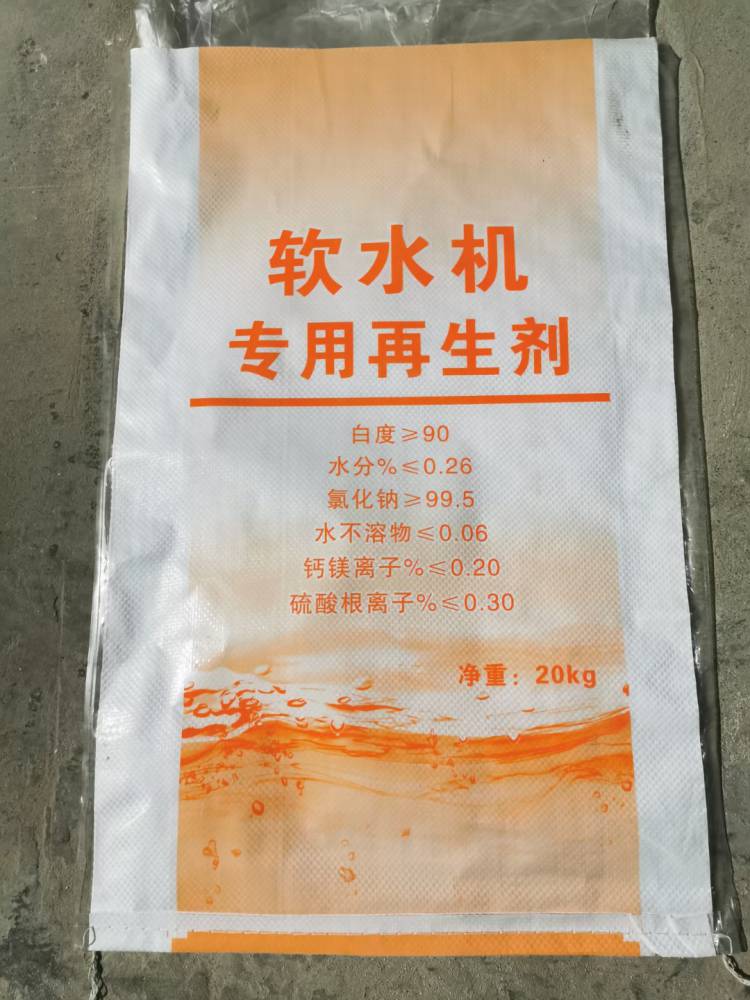 软水机
专用再生剂
白度≥90
水分%≤0.26
氯化钠≥99.5
水不溶物≤0.06
钙镁离子%≤0.20
硫酸根离子%≤0.30
净重：20kg